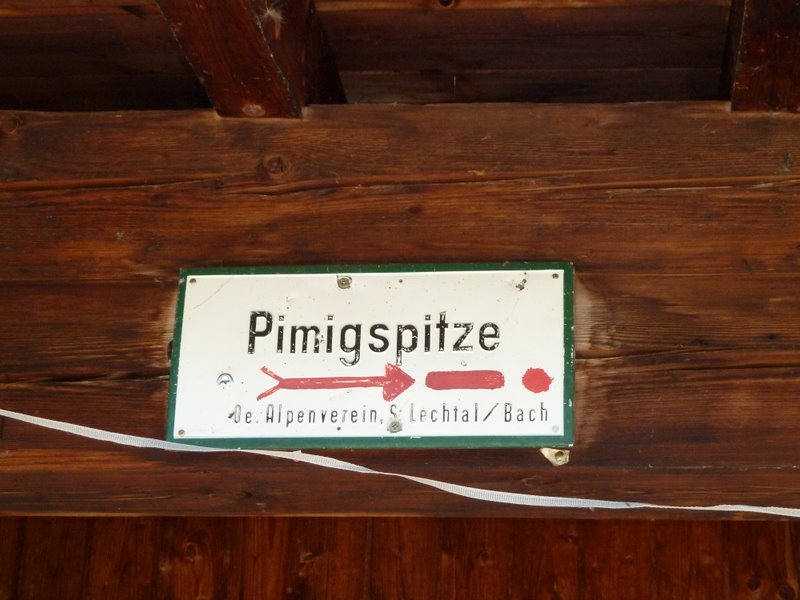 Pimigspitze
Oe. Alpenverein, S. Lechtal/Bach